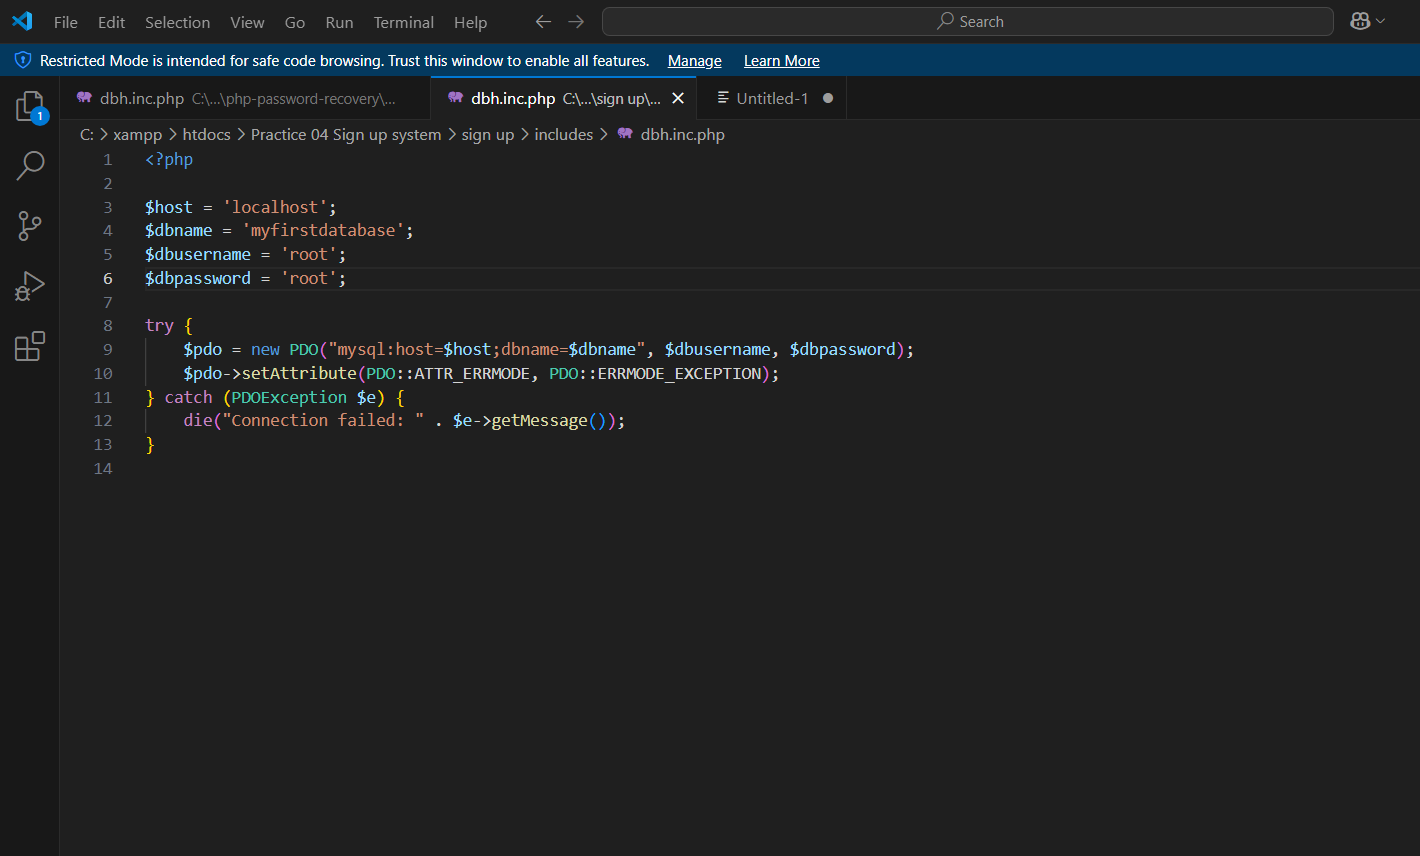 File Edit Selection View Go Run Terminal Help Search
Restricted Mode is intended for safe code browsing. Trust this window to enable all features. Manage Learn More
1
dbh.inc.php C:\...\php-password-recovery\... dbh.inc.php C:\...\sign up\... Untitled-1
C: > xampp > htdocs > Practice 04 Sign up system > sign up > includes > dbh.inc.php
1 <?php
2
3 $host = 'localhost';
4 $dbname = 'myfirstdatabase';
5 $dbusername = 'root';
6 $dbpassword = 'root';
7
8 try {
9 $pdo = new PDO("mysql:host=$host;dbname=$dbname", $dbusername, $dbpassword);
10 $pdo->setAttribute(PDO::ATTR_ERRMODE, PDO::ERRMODE_EXCEPTION);
11 } catch (PDOException $e) {
12 die("Connection failed: " . $e->getMessage());
13 }
14